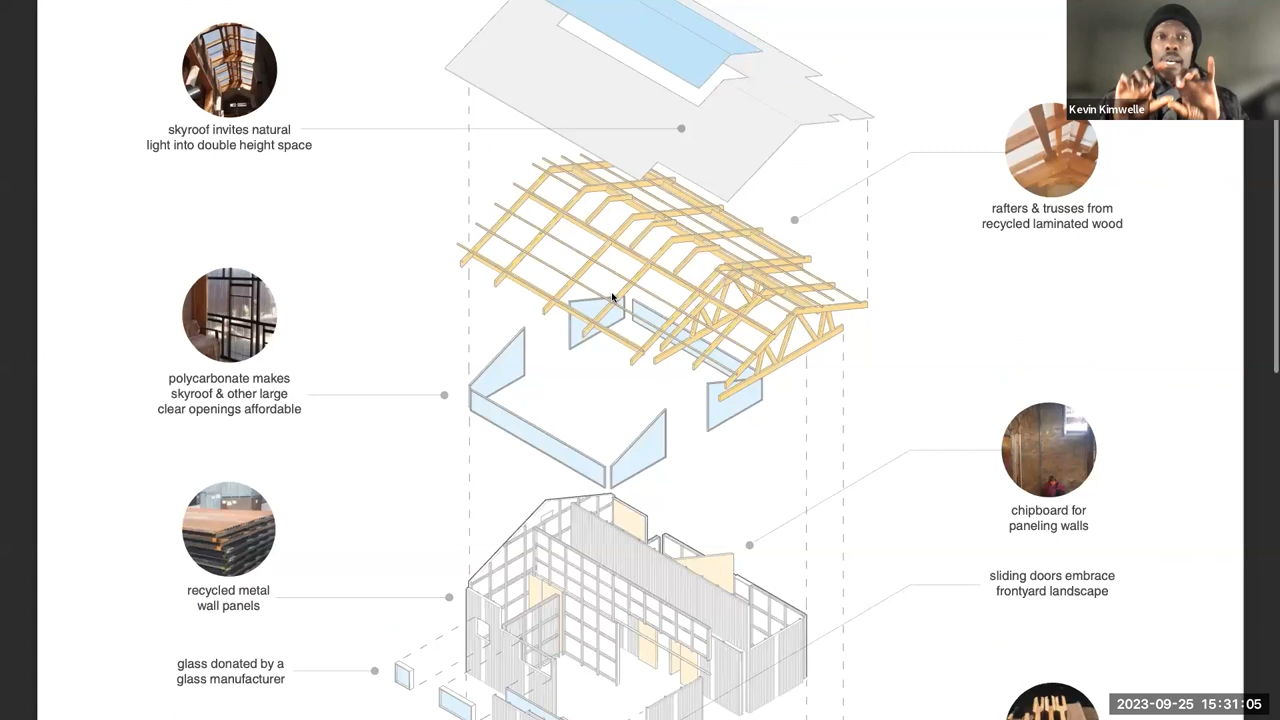 Kevin Kimwelle
skyroof invites natural
light into double height space
rafters & trusses from
recycled laminated wood
polycarbonate makes
skyroof & other large
clear openings affordable
chipboard for
paneling walls
recycled metal
wall panels
sliding doors embrace
frontyard landscape
glass donated by a
glass manufacturer
2023-09-25 15:31:05